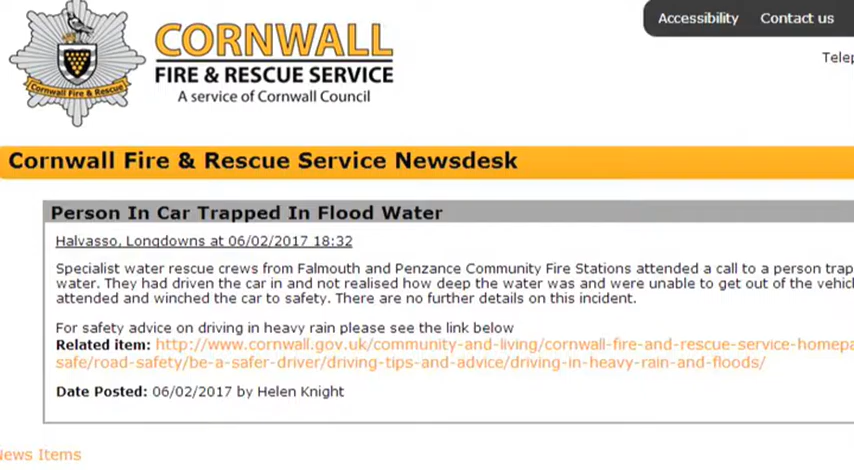 Accessibility Contact us
CORNWALL
FIRE & RESCUE SERVICE
A service of Cornwall Council
Cornwall Fire & Rescue
Cornwall Fire & Rescue Service Newsdesk
Person In Car Trapped In Flood Water
Halvasso, Longdowns at 06/02/2017 18:32
Specialist water rescue crews from Falmouth and Penzance Community Fire Stations attended a call to a person
water. They had driven the car in and not realised how deep the water was and were unable to get out of the
attended and winched the car to safety. There are no further details on this incident.
For safety advice on driving in heavy rain please see the link below
Related item: http://www.cornwall.gov.uk/community-and-living/cornwall-fire-and-rescue-service-homepa
safe/road-safety/be-a-safer-driver/driving-tips-and-advice/driving-in-heavy-rain-and-floods/
Date Posted: 06/02/2017 by Helen Knight
News Items